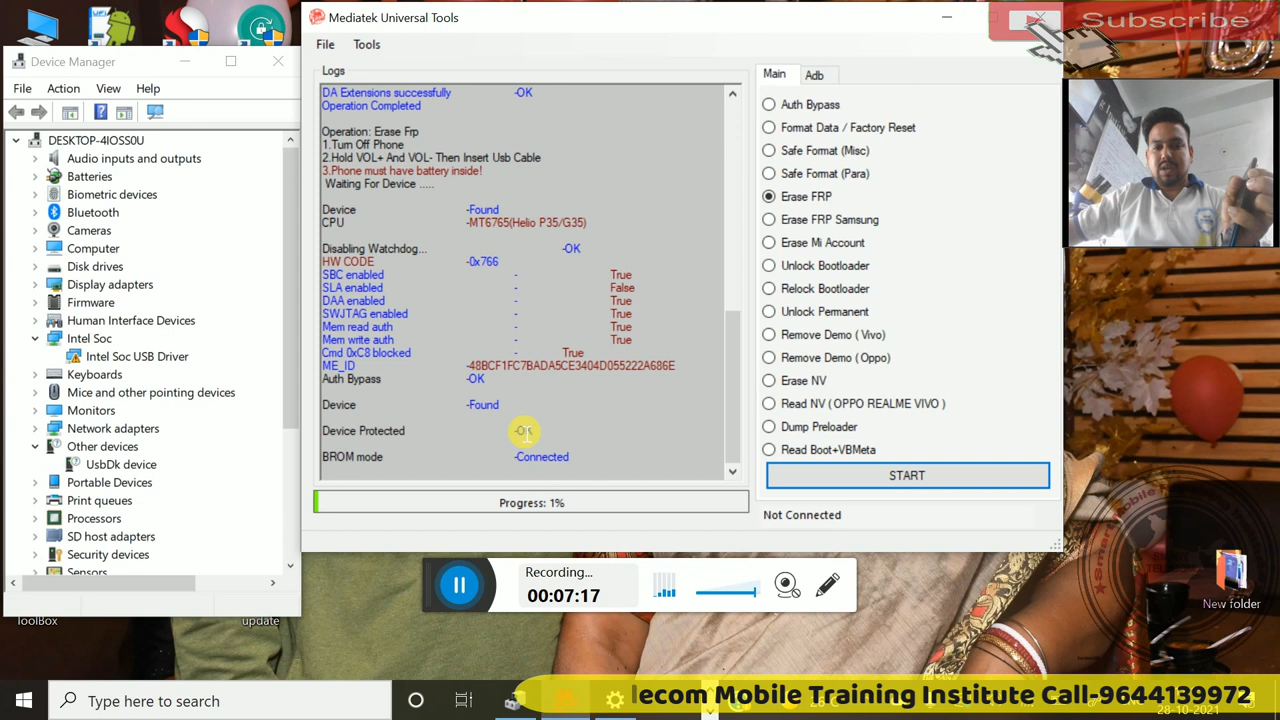 Device Manager
File Action View Help
DESKTOP-4IOSS0U
Audio inputs and outputs
Batteries
Biometric devices
Bluetooth
Cameras
Computer
Disk drives
Display adapters
Firmware
Human Interface Devices
Intel Soc
Intel Soc USB Driver
Keyboards
Mice and other pointing devices
Monitors
Network adapters
Other devices
UsbDk device
Portable Devices
Print queues
Processors
SD host adapters
Security devices
Sensors
Mediatek Universal Tools
File Tools
Logs
DA Extensions successfully -OK
Operation Completed
Operation: Erase Frp
1.Turn Off Phone
2.Hold VOL+ And VOL- Then Insert Usb Cable
3.Phone must have battery inside!
Waiting For Device .....
Device -Found
CPU -MT6765(Helio P35/G35)
Disabling Watchdog... -OK
HW CODE -0x766
SBC enabled - True
SLA enabled - False
DAA enabled - True
SWJTAG enabled - True
Mem read auth - True
Mem write auth - True
Cmd 0xC8 blocked - True
ME_ID -48BCF1FC7BADA5CE3404D055222A686E
Auth Bypass -OK
Device -Found
Device Protected -OK
BROM mode -Connected
Progress: 1%
Main Adb
Auth Bypass
Format Data / Factory Reset
Safe Format (Misc)
Safe Format (Para)
Erase FRP
Erase FRP Samsung
Erase Mi Account
Unlock Bootloader
Relock Bootloader
Unlock Permanent
Remove Demo ( Vivo)
Remove Demo (Oppo)
Erase NV
Read NV ( OPPO REALME VIVO )
Dump Preloader
Read Boot+VBMeta
START
Not Connected
Subscribe
Recording...
00:07:17
New folder
ToolBox
update
Type here to search
lecom Mobile Training Institute Call-9644139972
28-10-2021